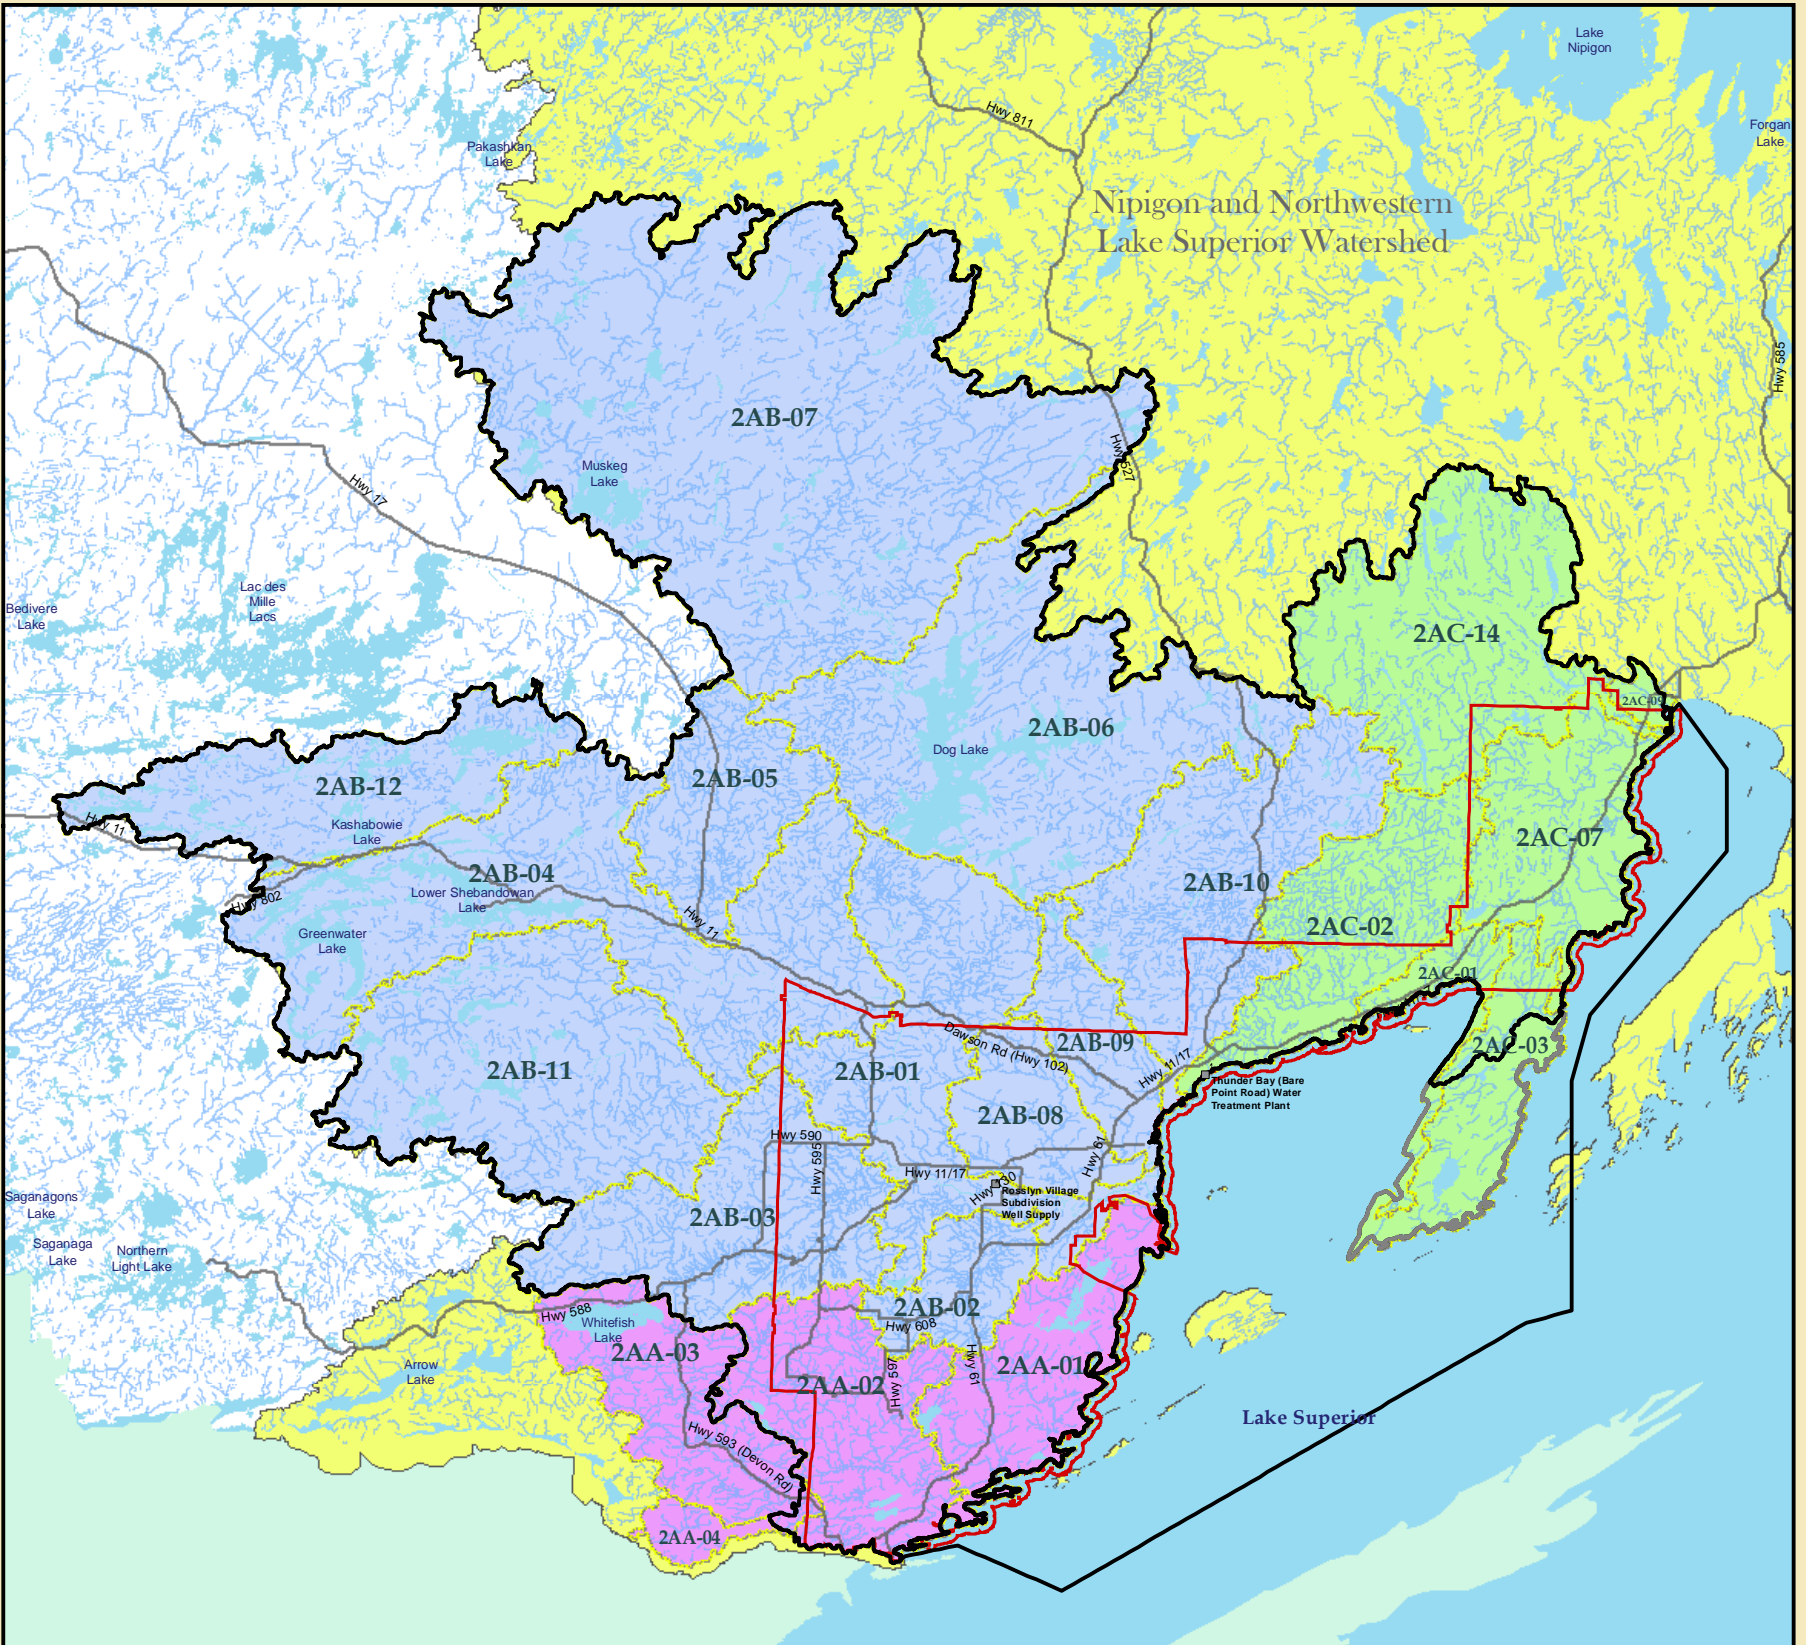 Lake
Nipigon
Forgan
Lake
Hwy 811
Pakashkan
Lake
Nipigon and Northwestern
Lake Superior Watershed
Hwy 585
2AB-07
Hwy 527
Muskeg
Lake
Hwy 17
Lac des
Mille
Lacs
Bedivere
Lake
2AC-14
2AC-09
2AB-06
Dog Lake
2AB-05
2AB-12
Kashabowie
Lake
Hwy 11
2AC-07
2AB-04
Lower Shebandowan
Lake
Hwy 802
2AB-10
2AC-02
Hwy 11
Greenwater
Lake
2AC-01
Dawson Rd (Hwy 102)
2AB-09
2AC-03
2AB-11
2AB-01
Hwy 11/17
Thunder Bay (Bare
Point Road) Water
Treatment Plant
2AB-08
Hwy 590
Hwy 595
Hwy 61
Hwy 11/17
Hwy 130
Rosslyn Village
Subdivision
Well Supply
Saganagons
Lake
2AB-03
Saganaga
Lake
Northern
Light Lake
2AB-02
Hwy 588
Whitefish
Lake
Hwy 608
2AA-03
Arrow
Lake
2AA-02
Hwy 597
Hwy 61
2AA-01
Lake Superior
Hwy 593 (Devon Rd)
2AA-04